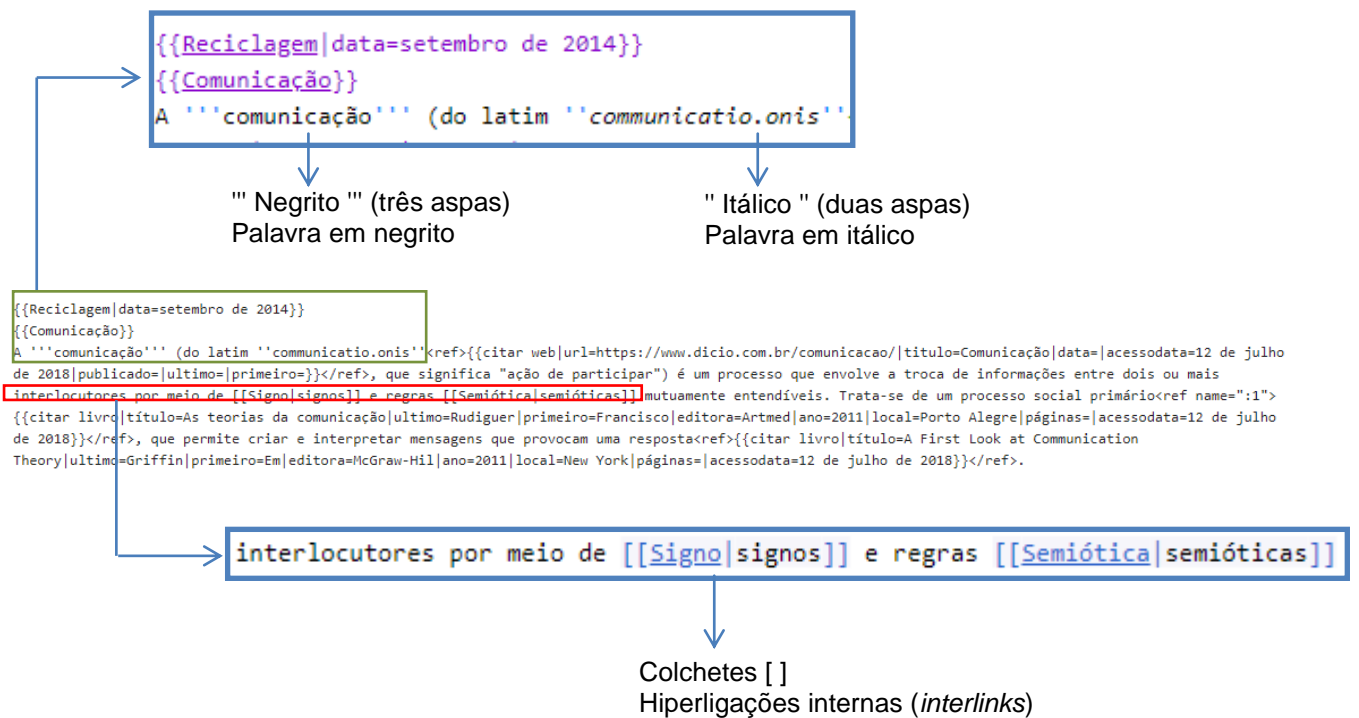 {{Reciclagem|data=setembro de 2014}}
{{Comunicação}}
A '''comunicação''' (do latim ''communicatio.onis''
''' Negrito ''' (três aspas)
Palavra em negrito
'' Itálico '' (duas aspas)
Palavra em itálico
{{Reciclagem|data=setembro de 2014}}
{{Comunicação}}
A '''comunicação''' (do latim ''communicatio.onis''<ref>{{citar web|url=https://www.dicio.com.br/comunicacao/|titulo=Comunicação|data=|acessodata=12 de julho
de 2018|publicado=|ultimo=|primeiro=}}</ref>, que significa "ação de participar") é um processo que envolve a troca de informações entre dois ou mais
interlocutores por meio de [[Signo|signos]] e regras [[Semiótica|semióticas]] mutuamente entendíveis. Trata-se de um processo social primário<ref name=":1">
{{citar livro|título=As teorias da comunicação|ultimo=Rudiguer|primeiro=Francisco|editora=Artmed|ano=2011|local=Porto Alegre|páginas=|acessodata=12 de julho
de 2018}}</ref>, que permite criar e interpretar mensagens que provocam uma resposta<ref>{{citar livro|título=A First Look at Communication
Theory|ultimo=Griffin|primeiro=Em|editora=McGraw-Hil|ano=2011|local=New York|páginas=|acessodata=12 de julho de 2018}}</ref>.
interlocutores por meio de [[Signo|signos]] e regras [[Semiótica|semióticas]]
Colchetes [ ]
Hiperligações internas (interlinks)